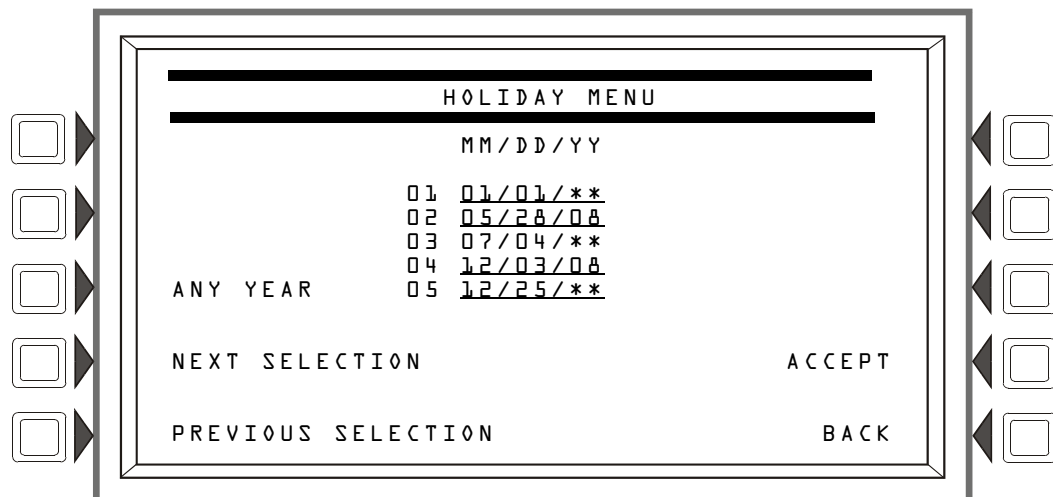 HOLIDAY MENU
MM/DD/YY
01 01/01/**
02 05/28/08
03 07/04/**
04 12/03/08
ANY YEAR 05 12/25/**
NEXT SELECTION ACCEPT
PREVIOUS SELECTION BACK